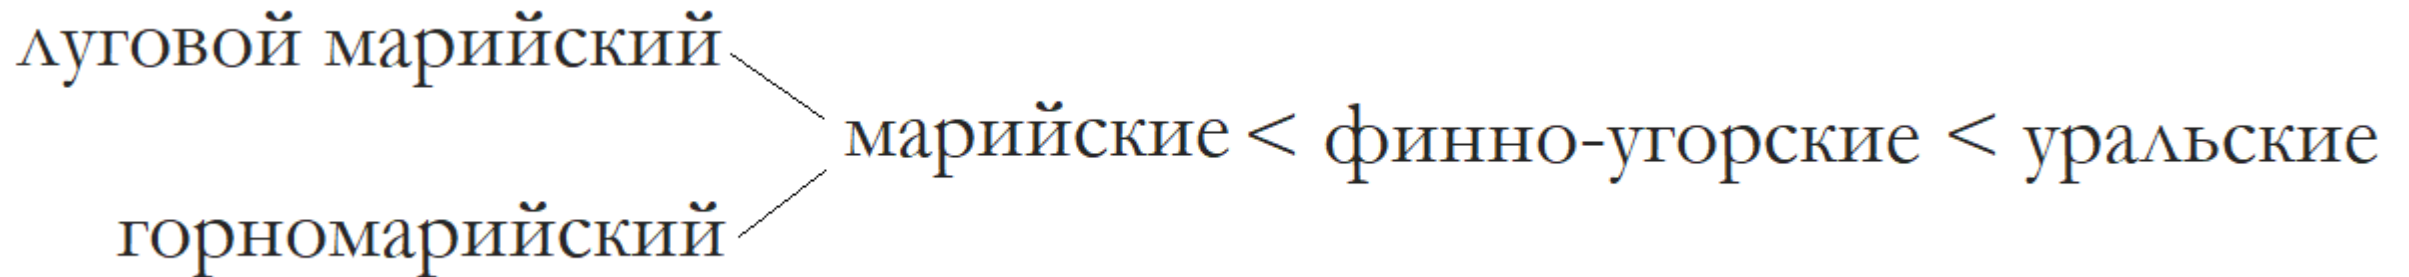 луговой марийский
марийские < финно-угорские < уральские
горномарийский